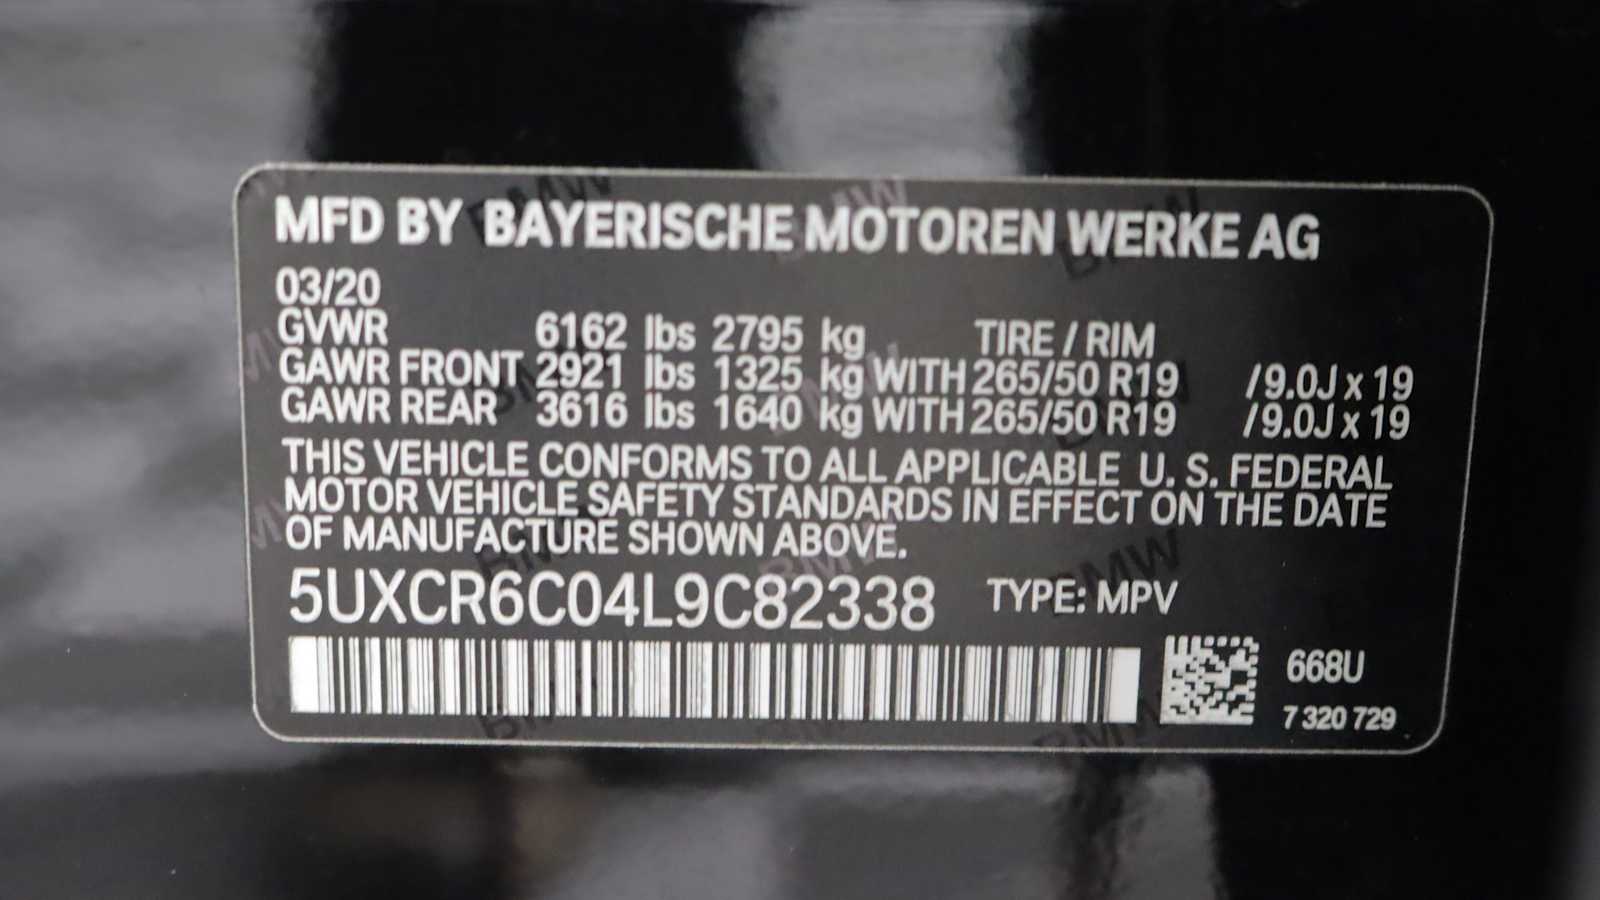 MFD BY BAYERISCHE MOTOREN WERKE AG
03/20
GVWR 6162 lbs 2795 kg TIRE / RIM
GAWR FRONT 2921 lbs 1325 kg WITH 265/50 R19 /9.0J x 19
GAWR REAR 3616 lbs 1640 kg WITH 265/50 R19 /9.0J x 19
THIS VEHICLE CONFORMS TO ALL APPLICABLE U. S. FEDERAL
MOTOR VEHICLE SAFETY STANDARDS IN EFFECT ON THE DATE
OF MANUFACTURE SHOWN ABOVE.
5UXCR6C04L9C82338 TYPE: MPV
668U
7 320 729